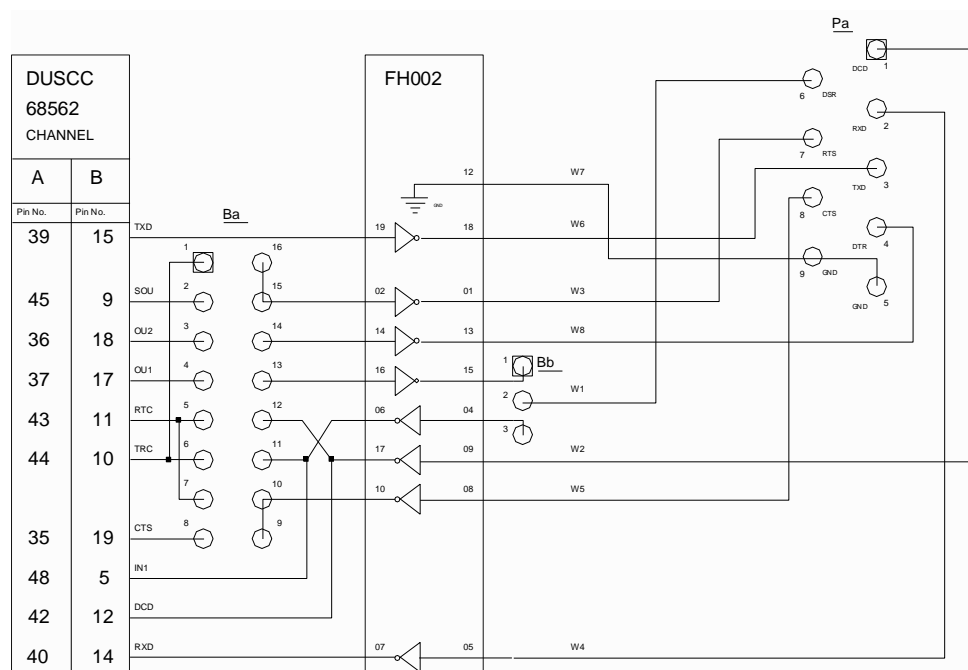 Pa
DUSCC
68562
CHANNEL
FH002
DCD
1
6 DSR
RXD 2
7 RTS
A B
12 W7
TXD 3
Pin No. Pin No.
Ba
GND
8 CTS
39 15 TXD 19 18 W6
DTR 4
1 16
9 GND
45 9 SOU 2 15 02 01 W3
GND 5
36 18 OU2 3 14 14 13 W8
1 Bb
37 17 OU1 4 13 16 15
2 W1
43 11 RTC 5 12 06 04
3
44 10 TRC 6 11 17 09 W2
7 10 10 08 W5
35 19 CTS 8 9
48 5 IN1
42 12 DCD
40 14 RXD 07 05 W4